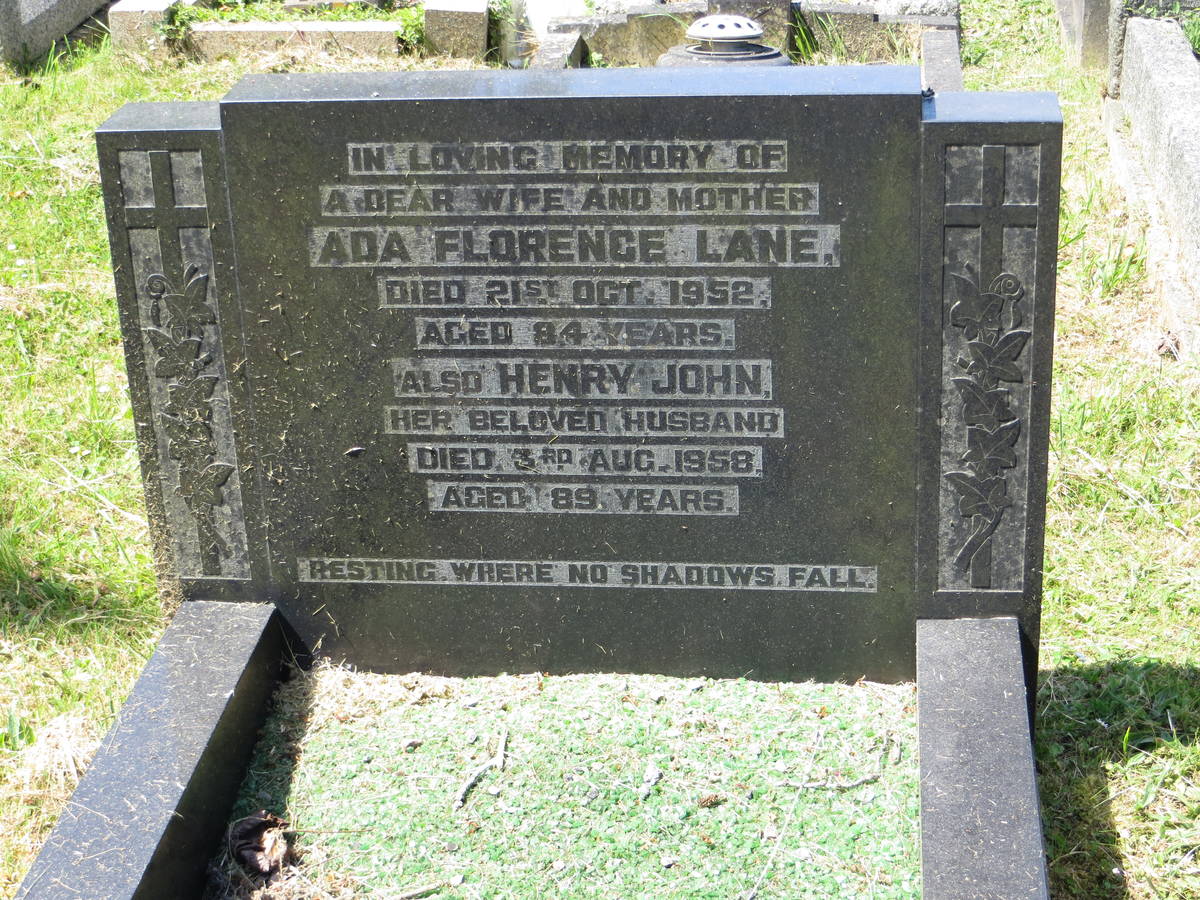 IN LOVING MEMORY OF
A DEAR WIFE AND MOTHER
ADA FLORENCE LANE,
DIED 21ST OCT. 1952,
AGED 84 YEARS.
ALSO HENRY JOHN,
HER BELOVED HUSBAND
DIED 3RD AUG. 1958,
AGED 89 YEARS.
RESTING WHERE NO SHADOWS FALL.